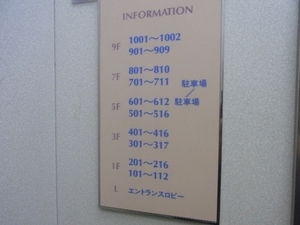 INFORMATION
9F 1001～1002
901～909
7F 801～810
701～711 駐車場
5F 601～612 駐車場
501～516
3F 401～416
301～317
1F 201～216
101～112
L エントランスロビー